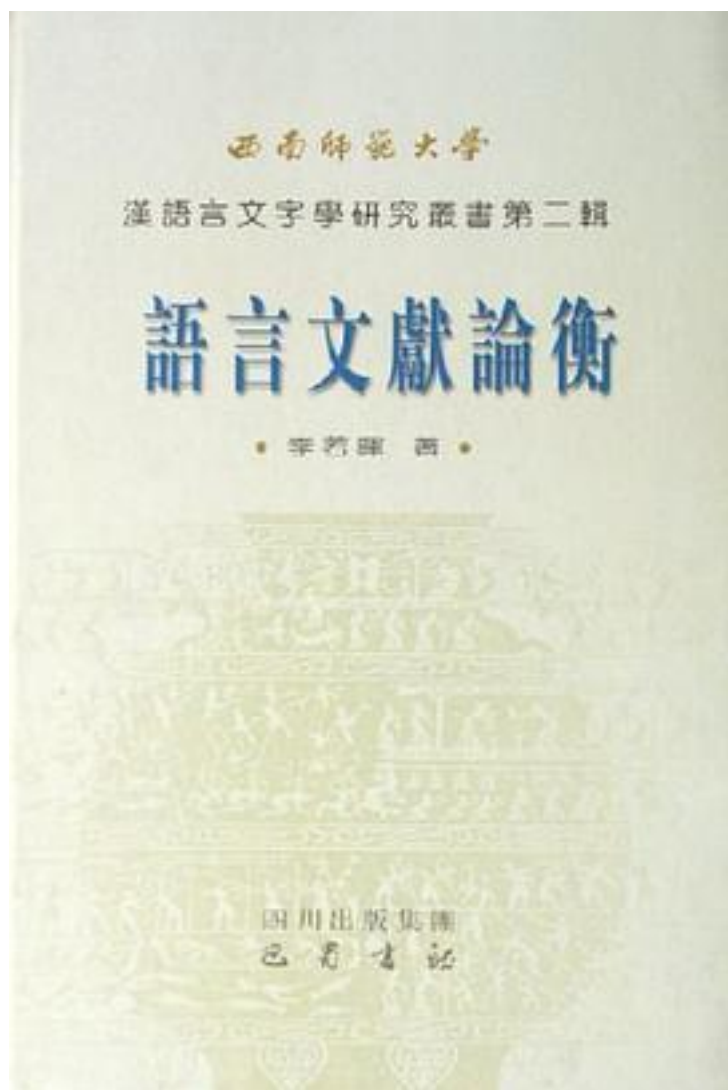 西南師範大學
漢語言文字學研究叢書第二輯
語言文獻論衡
• 李若暉 著 •
四川出版集團
巴蜀書社